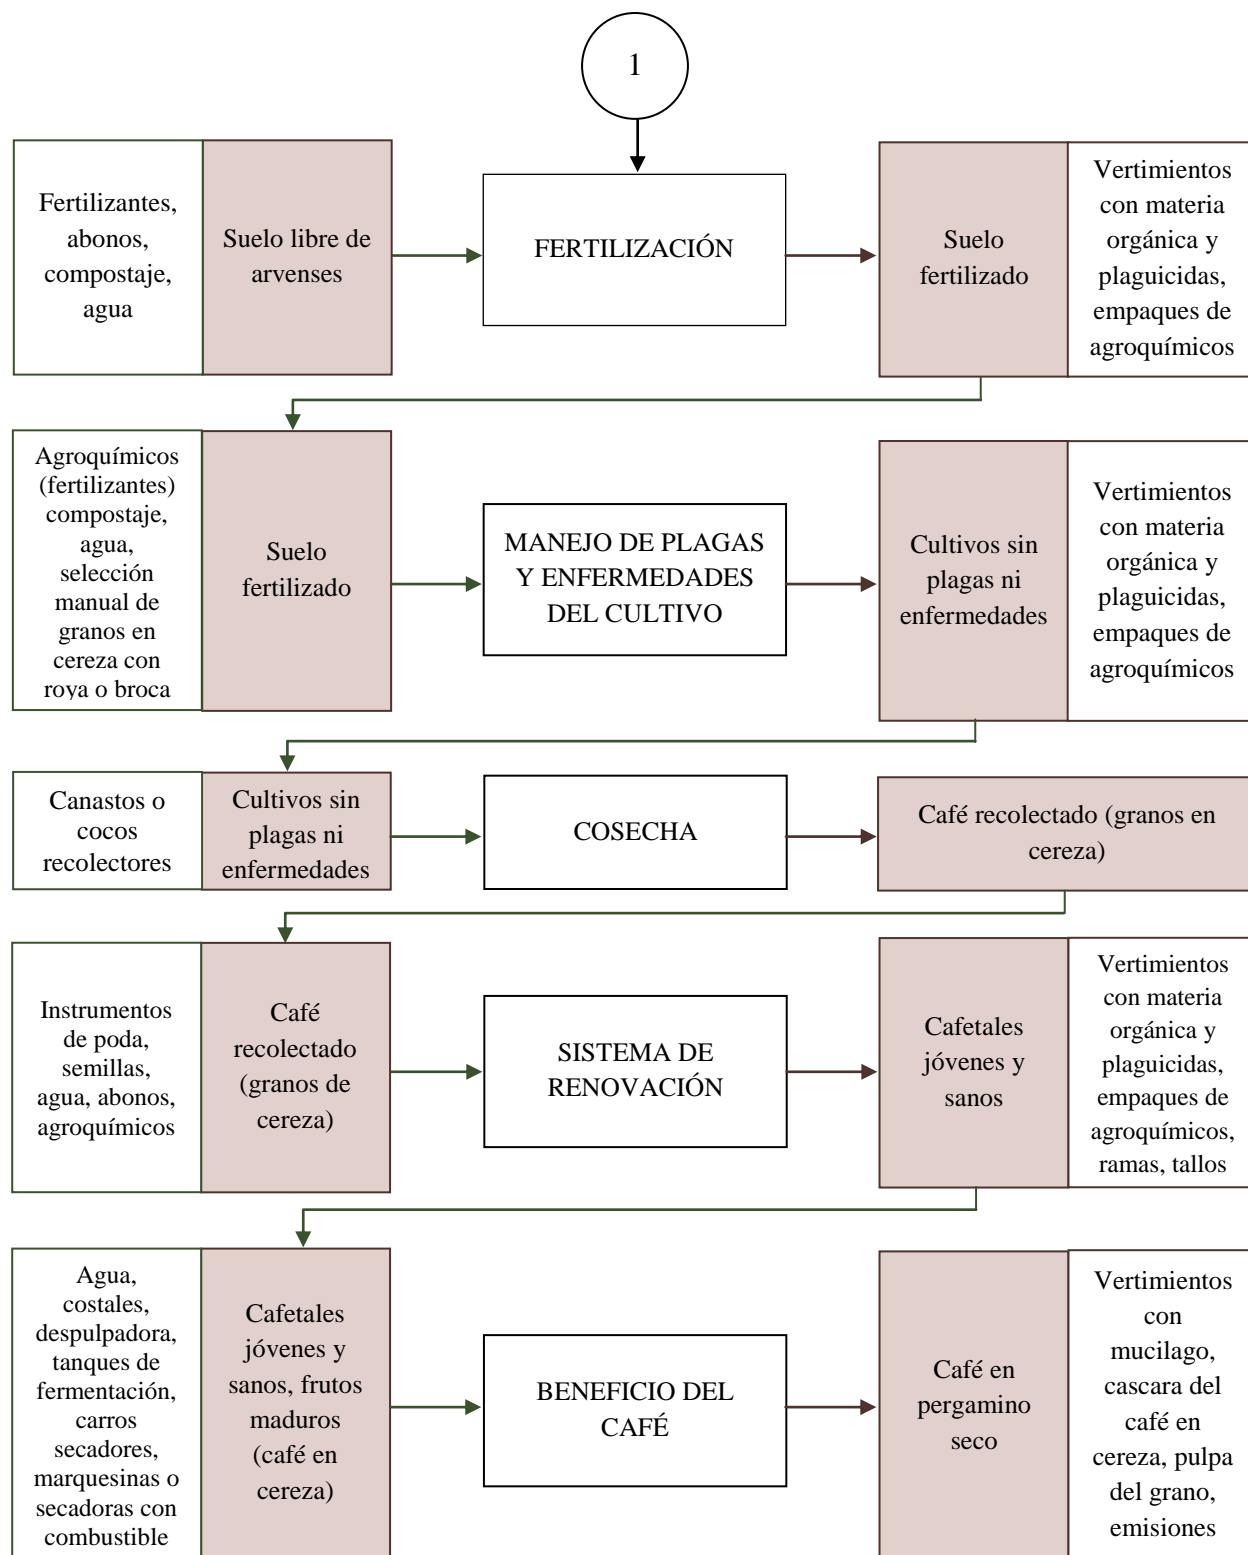 1
Fertilizantes,
abonos,
compostaje,
agua
Suelo libre de
arvenses
FERTILIZACIÓN
Suelo
fertilizado
Vertimientos
con materia
orgánica y
plaguicidas,
empaques de
agroquímicos
Agroquímicos
(fertilizantes)
compostaje,
agua,
selección
manual de
granos en
cereza con
roya o broca
Suelo
fertilizado
MANEJO DE PLAGAS
Y ENFERMEDADES
DEL CULTIVO
Cultivos sin
plagas ni
enfermedades
Vertimientos
con materia
orgánica y
plaguicidas,
empaques de
agroquímicos
Canastos o
cocos
recolectores
Cultivos sin
plagas ni
enfermedades
COSECHA
Café recolectado (granos en
cereza)
Instrumentos
de poda,
semillas,
agua, abonos,
agroquímicos
Café
recolectado
(granos de
cereza)
SISTEMA DE
RENOVACIÓN
Cafetales
jóvenes y
sanos
Vertimientos
con materia
orgánica y
plaguicidas,
empaques de
agroquímicos,
ramas, tallos
Agua,
costales,
despulpadora,
tanques de
fermentación,
carros
secadores,
marquesinas o
secadoras con
combustible
Cafetales
jóvenes y
sanos, frutos
maduros
(café en
cereza)
BENEFICIO DEL
CAFÉ
Café en
pergamino
seco
Vertimientos
con
mucilago,
cascara del
café en
cereza, pulpa
del grano,
emisiones